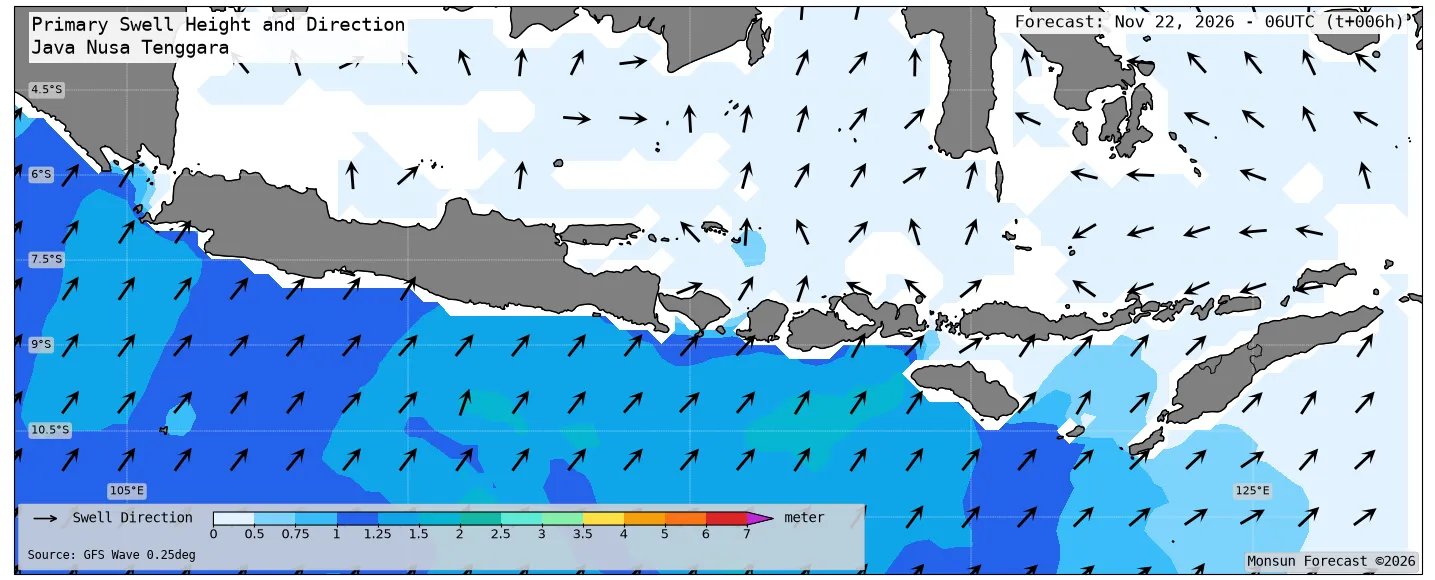 Primary Swell Height and Direction
Java Nusa Tenggara
Forecast: Nov 22, 2026 - 06UTC (t+006h)
4.5°S
6°S
7.5°S
9°S
10.5°S
105°E
125°E
Swell Direction
0 0.5 0.75 1 1.25 1.5 2 2.5 3 3.5 4 5 6 7
meter
Source: GFS Wave 0.25deg
Monsun Forecast ©2026